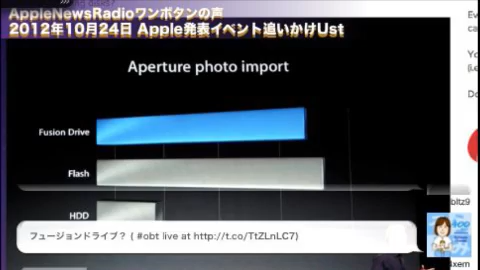 AppleNewsRadioワンボタンの声
2012年10月24日 Apple発表イベント追いかけUst
Aperture photo import
Fusion Drive
Flash
HDD
フュージョンドライブ？ ( #obt live at http://t.co/TtZLnLC7)